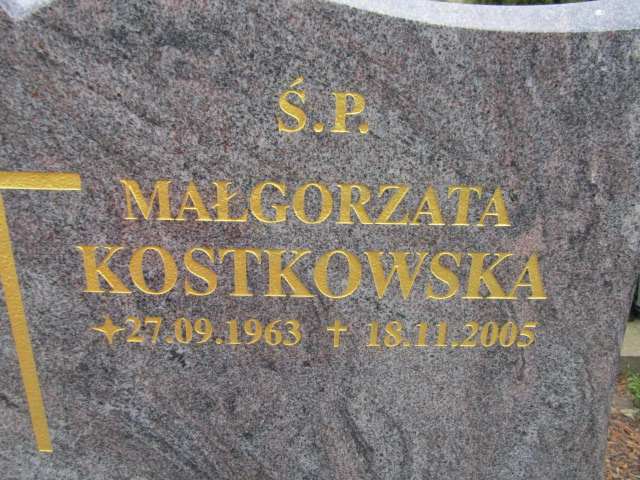 Ś.P.
MAŁGORZATA
KOSTKOWSKA
27.09.1963 † 18.11.2005